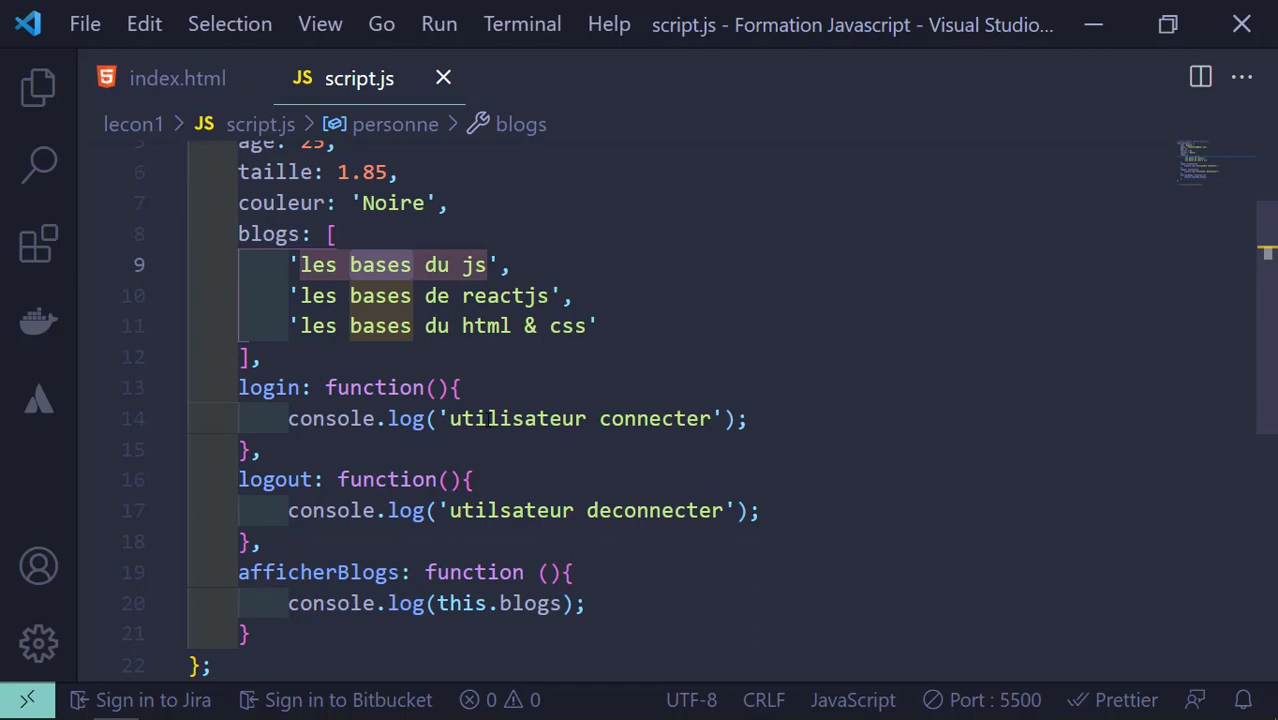 File Edit Selection View Go Run Terminal Help script.js - Formation Javascript - Visual Studio...
index.html JS script.js
lecon1 > JS script.js > personne > blogs
5 age: 25,
6 taille: 1.85,
7 couleur: 'Noire',
8 blogs: [
9 'les bases du js',
10 'les bases de reactjs',
11 'les bases du html & css'
12 ],
13 login: function(){
14 console.log('utilisateur connecter');
15 },
16 logout: function(){
17 console.log('utilsateur deconnecter');
18 },
19 afficherBlogs: function (){
20 console.log(this.blogs);
21 }
22 };
Sign in to Jira Sign in to Bitbucket 0 0 UTF-8 CRLF JavaScript Port : 5500 Prettier